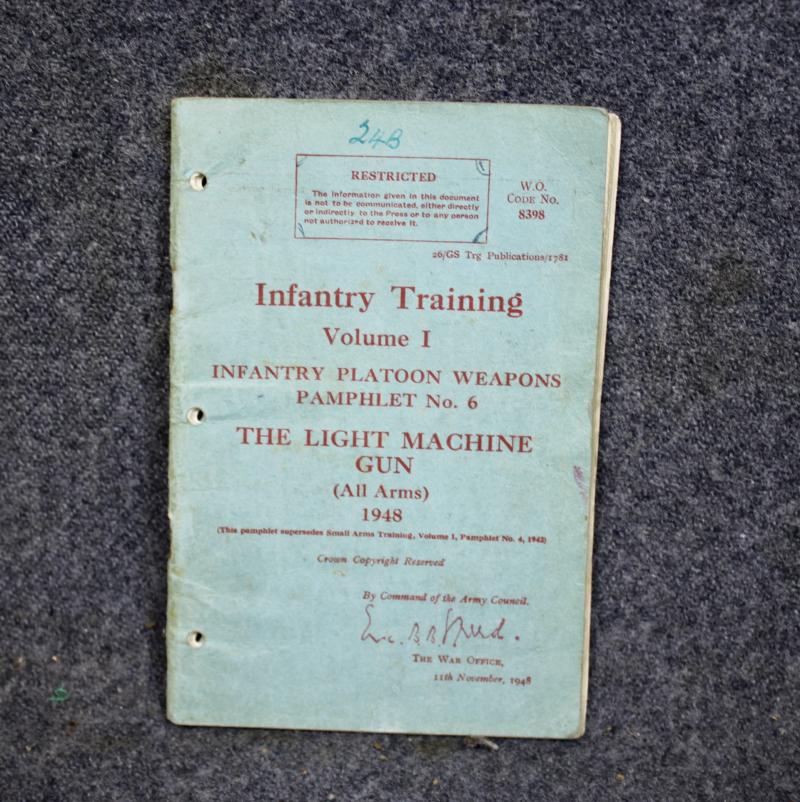 24B
RESTRICTED
The information given in this document
is not to be communicated, either directly
or indirectly to the Press or to any person
not authorized to receive it.
W.O.
CODE NO.
8398
26/GS Trg Publications/1781
Infantry Training
Volume I
INFANTRY PLATOON WEAPONS
PAMPHLET No. 6
THE LIGHT MACHINE
GUN
(All Arms)
1948
(This pamphlet supersedes Small Arms Training, Volume I, Pamphlet No. 4, 1942)
Crown Copyright Reserved
By Command of the Army Council.
THE WAR OFFICE,
11th November, 1948